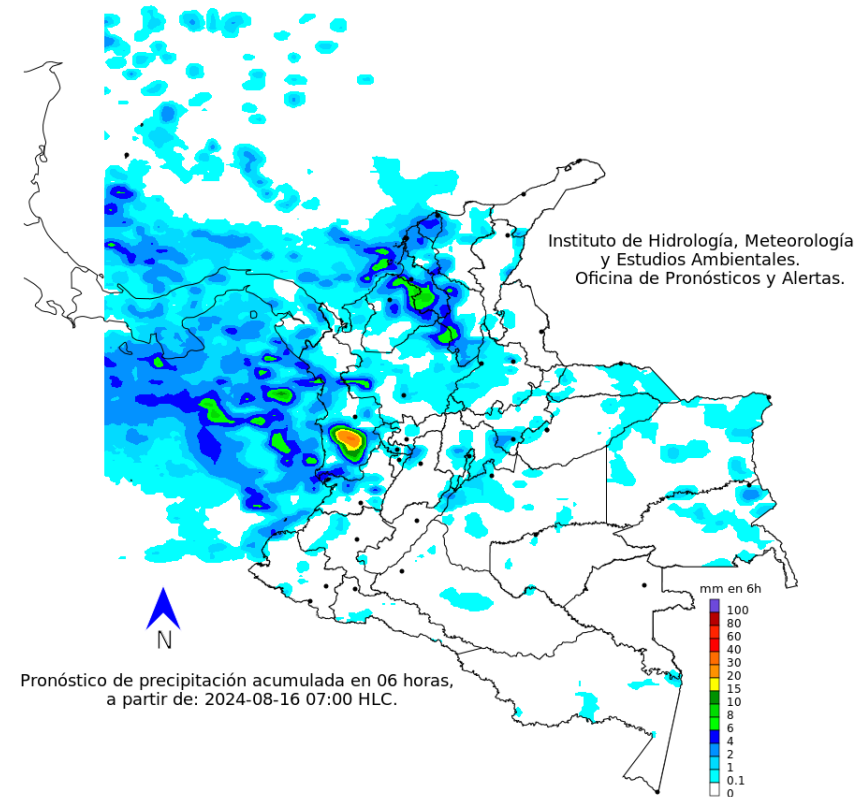 Instituto de Hidrología, Meteorología
y Estudios Ambientales.
Oficina de Pronósticos y Alertas.
mm en 6h
100
80
60
40
30
20
15
10
8
6
4
2
1
0.1
0
N
Pronóstico de precipitación acumulada en 06 horas,
a partir de: 2024-08-16 07:00 HLC.